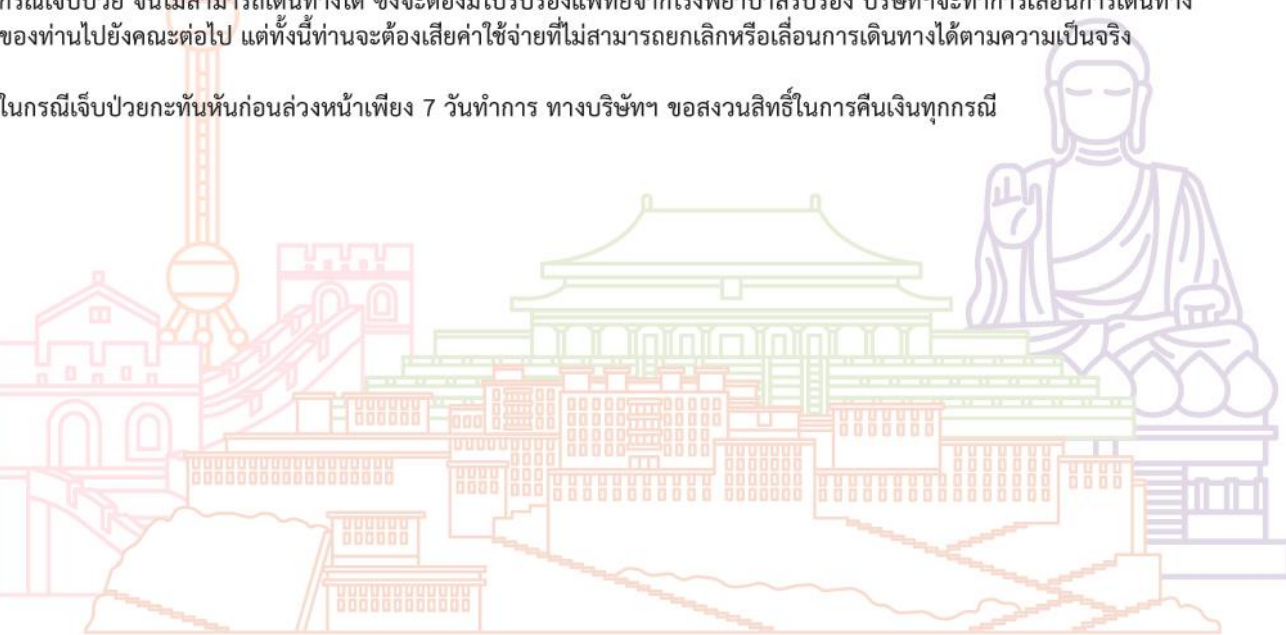 กรณีเจ็บป่วย จนไม่สามารถเดินทางได้ ซึ่งจะต้องมีใบรับรองแพทย์จากโรงพยาบาลรับรอง บริษัทฯจะทำการเลื่อนการเดินทาง
ของท่านไปยังคณะต่อไป แต่ทั้งนี้ท่านจะต้องเสียค่าใช้จ่ายที่ไม่สามารถยกเลิกหรือเลื่อนการเดินทางได้ตามความเป็นจริง
ในกรณีเจ็บป่วยกะทันหันก่อนล่วงหน้าเพียง 7 วันทำการ ทางบริษัทฯ ขอสงวนสิทธิ์ในการคืนเงินทุกกรณี